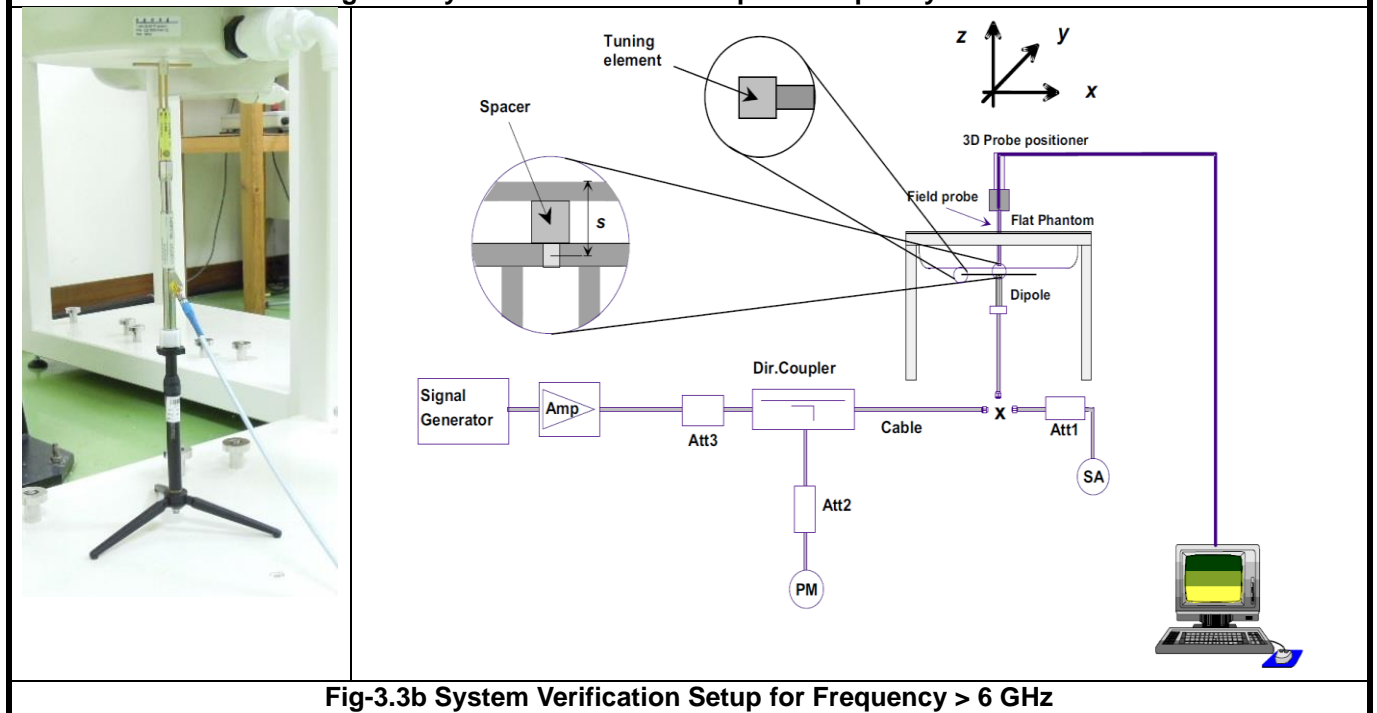 Tuning
element
Spacer
s
z
y
x
3D Probe positioner
Field probe
Flat Phantom
Dipole
Dir.Coupler
Signal
Generator
Amp
Att3
Cable
x
Att1
SA
Att2
PM
Fig-3.3b System Verification Setup for Frequency > 6 GHz